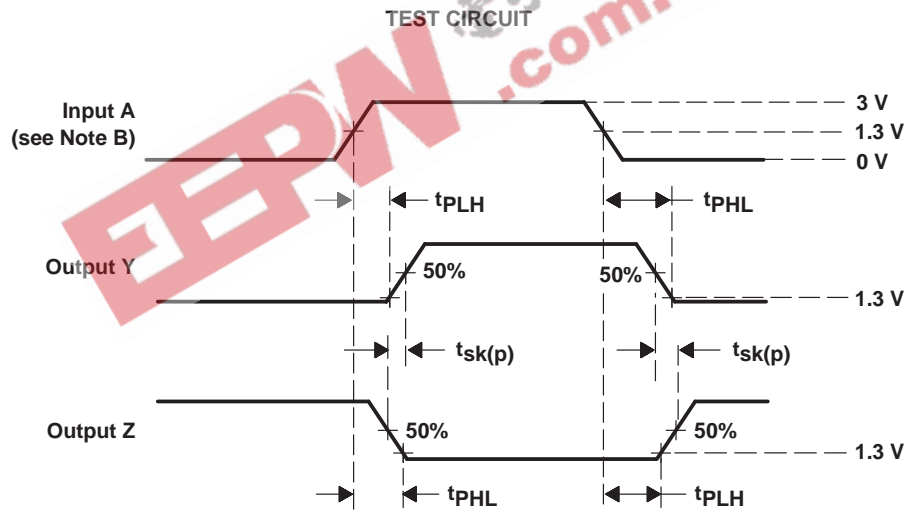 TEST CIRCUIT
EEPW .com.
Input A
(see Note B)
3 V
1.3 V
0 V
tPLH
tPHL
Output Y
50%
50%
1.3 V
tsk(p)
tsk(p)
Output Z
50%
50%
1.3 V
tPHL
tPLH